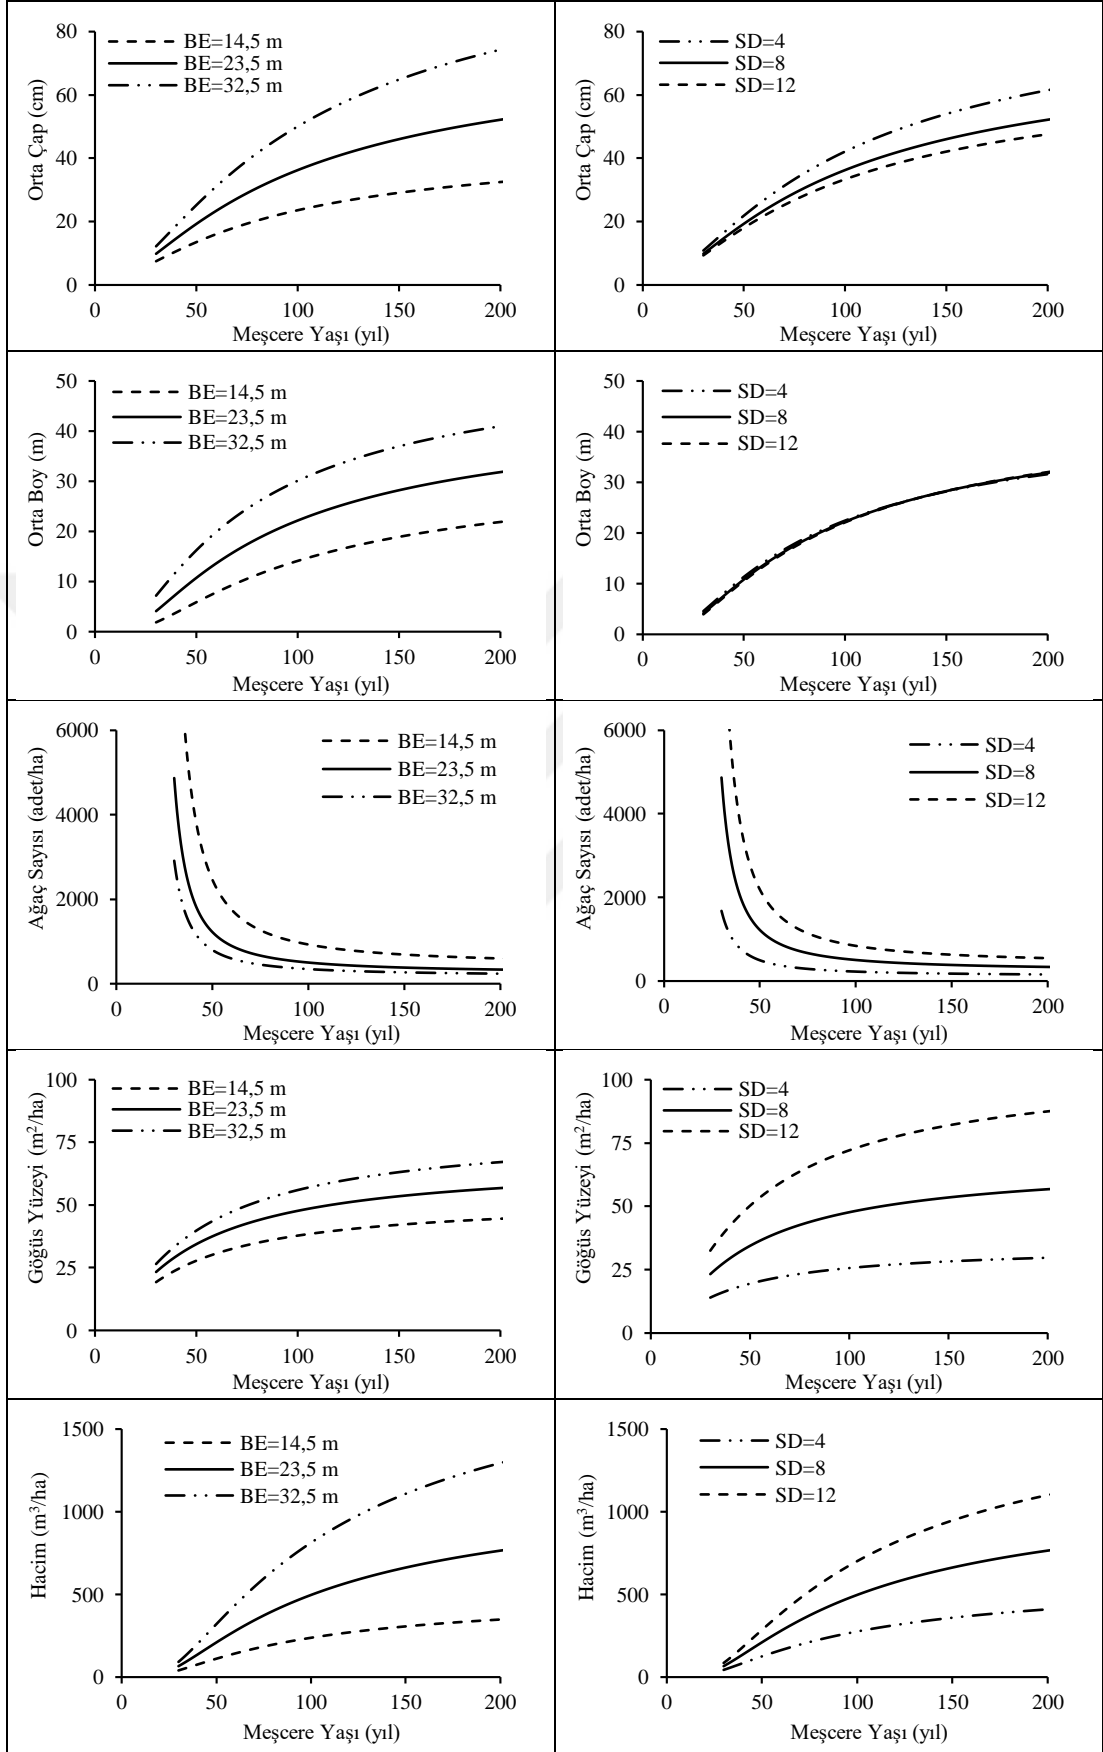 Orta Çap (cm)
80
60
40
20
0
BE=14,5 m
BE=23,5 m
BE=32,5 m
0 50 100 150 200
Meşcere Yaşı (yıl)
Orta Çap (cm)
80
60
40
20
0
SD=4
SD=8
SD=12
0 50 100 150 200
Meşcere Yaşı (yıl)
Orta Boy (m)
50
40
30
20
10
0
BE=14,5 m
BE=23,5 m
BE=32,5 m
0 50 100 150 200
Meşcere Yaşı (yıl)
Orta Boy (m)
50
40
30
20
10
0
SD=4
SD=8
SD=12
0 50 100 150 200
Meşcere Yaşı (yıl)
Ağaç Sayısı (adet/ha)
6000
4000
2000
0
BE=14,5 m
BE=23,5 m
BE=32,5 m
0 50 100 150 200
Meşcere Yaşı (yıl)
Ağaç Sayısı (adet/ha)
6000
4000
2000
0
SD=4
SD=8
SD=12
0 50 100 150 200
Meşcere Yaşı (yıl)
Göğüs Yüzeyi (m²/ha)
100
75
50
25
0
BE=14,5 m
BE=23,5 m
BE=32,5 m
0 50 100 150 200
Meşcere Yaşı (yıl)
Göğüs Yüzeyi (m²/ha)
100
75
50
25
0
SD=4
SD=8
SD=12
0 50 100 150 200
Meşcere Yaşı (yıl)
Hacim (m³/ha)
1500
1000
500
0
BE=14,5 m
BE=23,5 m
BE=32,5 m
0 50 100 150 200
Meşcere Yaşı (yıl)
Hacim (m³/ha)
1500
1000
500
0
SD=4
SD=8
SD=12
0 50 100 150 200
Meşcere Yaşı (yıl)